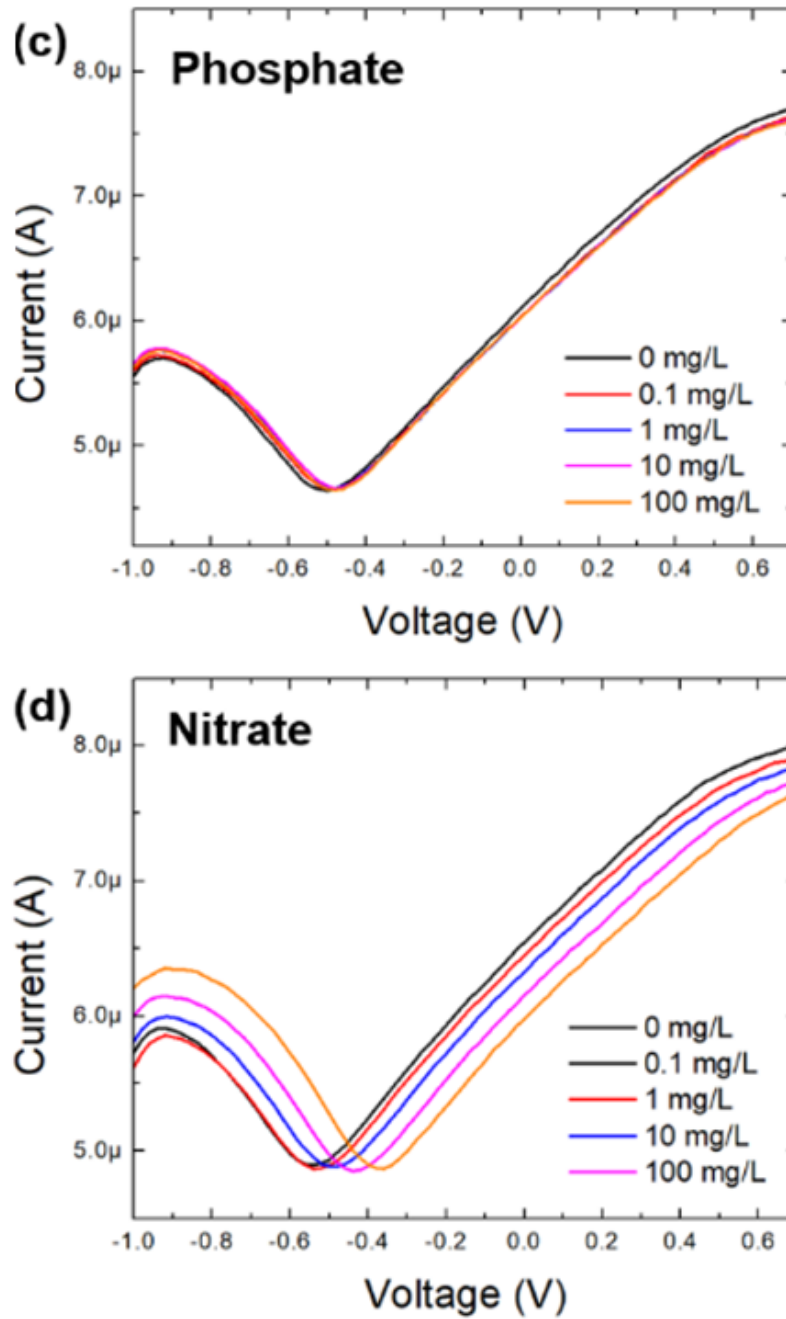 (c)
Phosphate
8.0µ
7.0µ
6.0µ
5.0µ
Current (A)
0 mg/L
0.1 mg/L
1 mg/L
10 mg/L
100 mg/L
-1.0 -0.8 -0.6 -0.4 -0.2 0.0 0.2 0.4 0.6
Voltage (V)
(d)
Nitrate
8.0µ
7.0µ
6.0µ
5.0µ
Current (A)
0 mg/L
0.1 mg/L
1 mg/L
10 mg/L
100 mg/L
-1.0 -0.8 -0.6 -0.4 -0.2 0.0 0.2 0.4 0.6
Voltage (V)